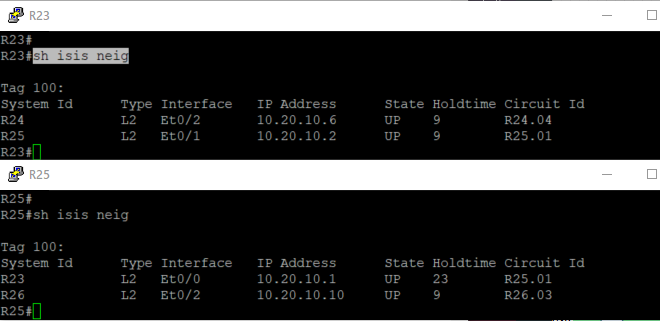 R23
R23#
R23#sh isis neig
Tag 100:
System Id      Type Interface   IP Address      State Holdtime Circuit Id
R24            L2   Et0/2       10.20.10.6      UP    9        R24.04
R25            L2   Et0/1       10.20.10.2      UP    9        R25.01
R23#
R25
R25#
R25#sh isis neig
Tag 100:
System Id      Type Interface   IP Address      State Holdtime Circuit Id
R23            L2   Et0/0       10.20.10.1      UP    23       R25.01
R26            L2   Et0/2       10.20.10.10     UP    9        R26.03
R25#